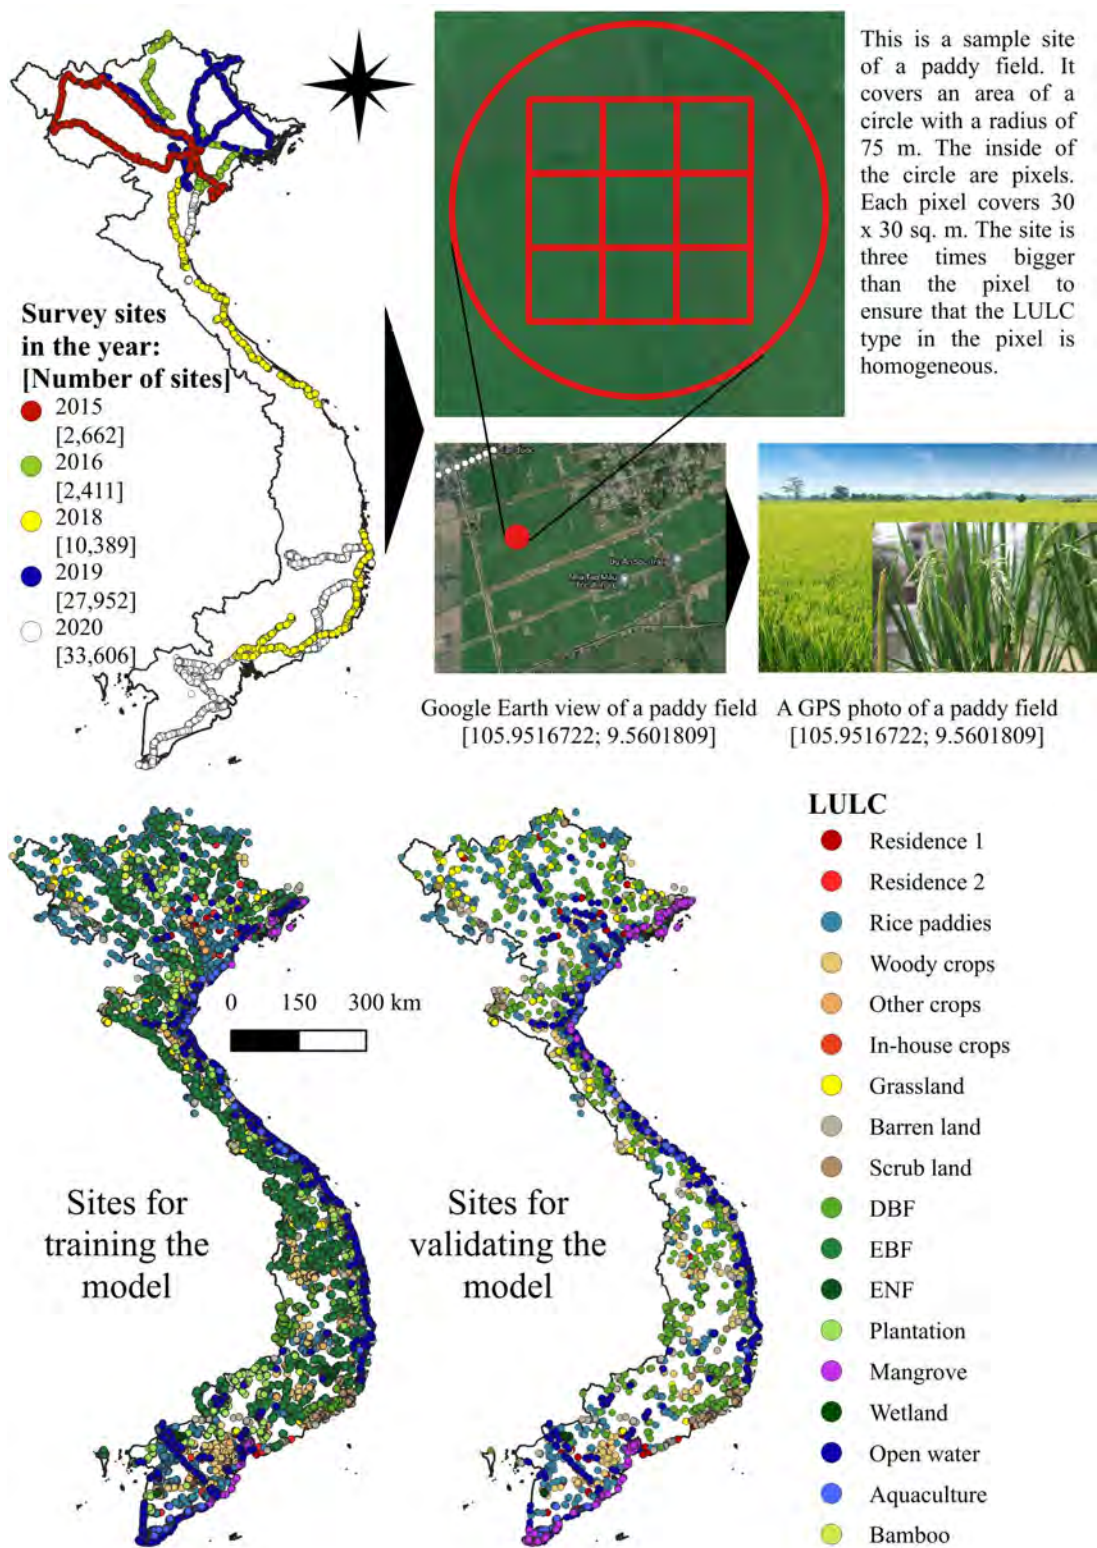 This is a sample site
of a paddy field. It
covers an area of a
circle with a radius of
75 m. The inside of
the circle are pixels.
Each pixel covers 30
x 30 sq. m. The site is
three times bigger
than the pixel to
ensure that the LULC
type in the pixel is
homogeneous.
Survey sites
in the year:
[Number of sites]
2015
[2,662]
2016
[2,411]
2018
[10,389]
2019
[27,952]
2020
[33,606]
Google Earth view of a paddy field
[105.9516722; 9.5601809]
A GPS photo of a paddy field
[105.9516722; 9.5601809]
0 150 300 km
Sites for
training the
model
Sites for
validating the
model
LULC
Residence 1
Residence 2
Rice paddies
Woody crops
Other crops
In-house crops
Grassland
Barren land
Scrub land
DBF
EBF
ENF
Plantation
Mangrove
Wetland
Open water
Aquaculture
Bamboo